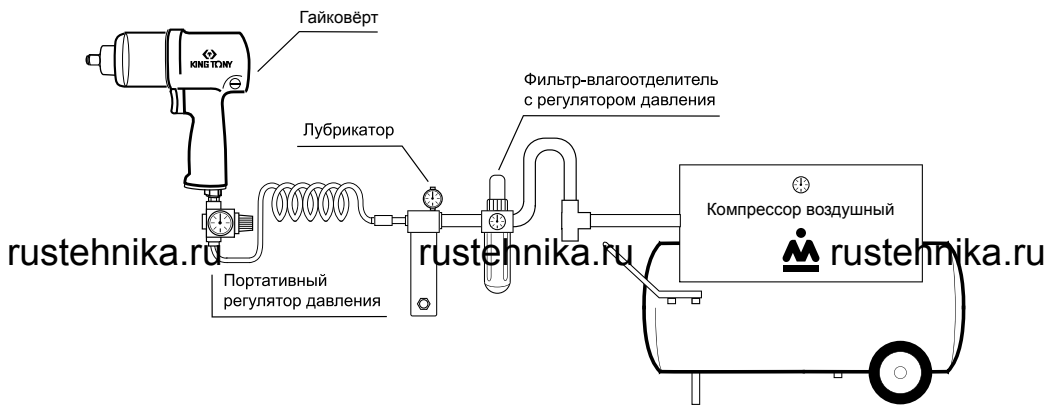 Гайковёрт
KING TONY
Фильтр-влагоотделитель
с регулятором давления
Лубрикатор
Компрессор воздушный
rustehnika.ru rustehnika.ru rustehnika.ru
Портативный
регулятор давления